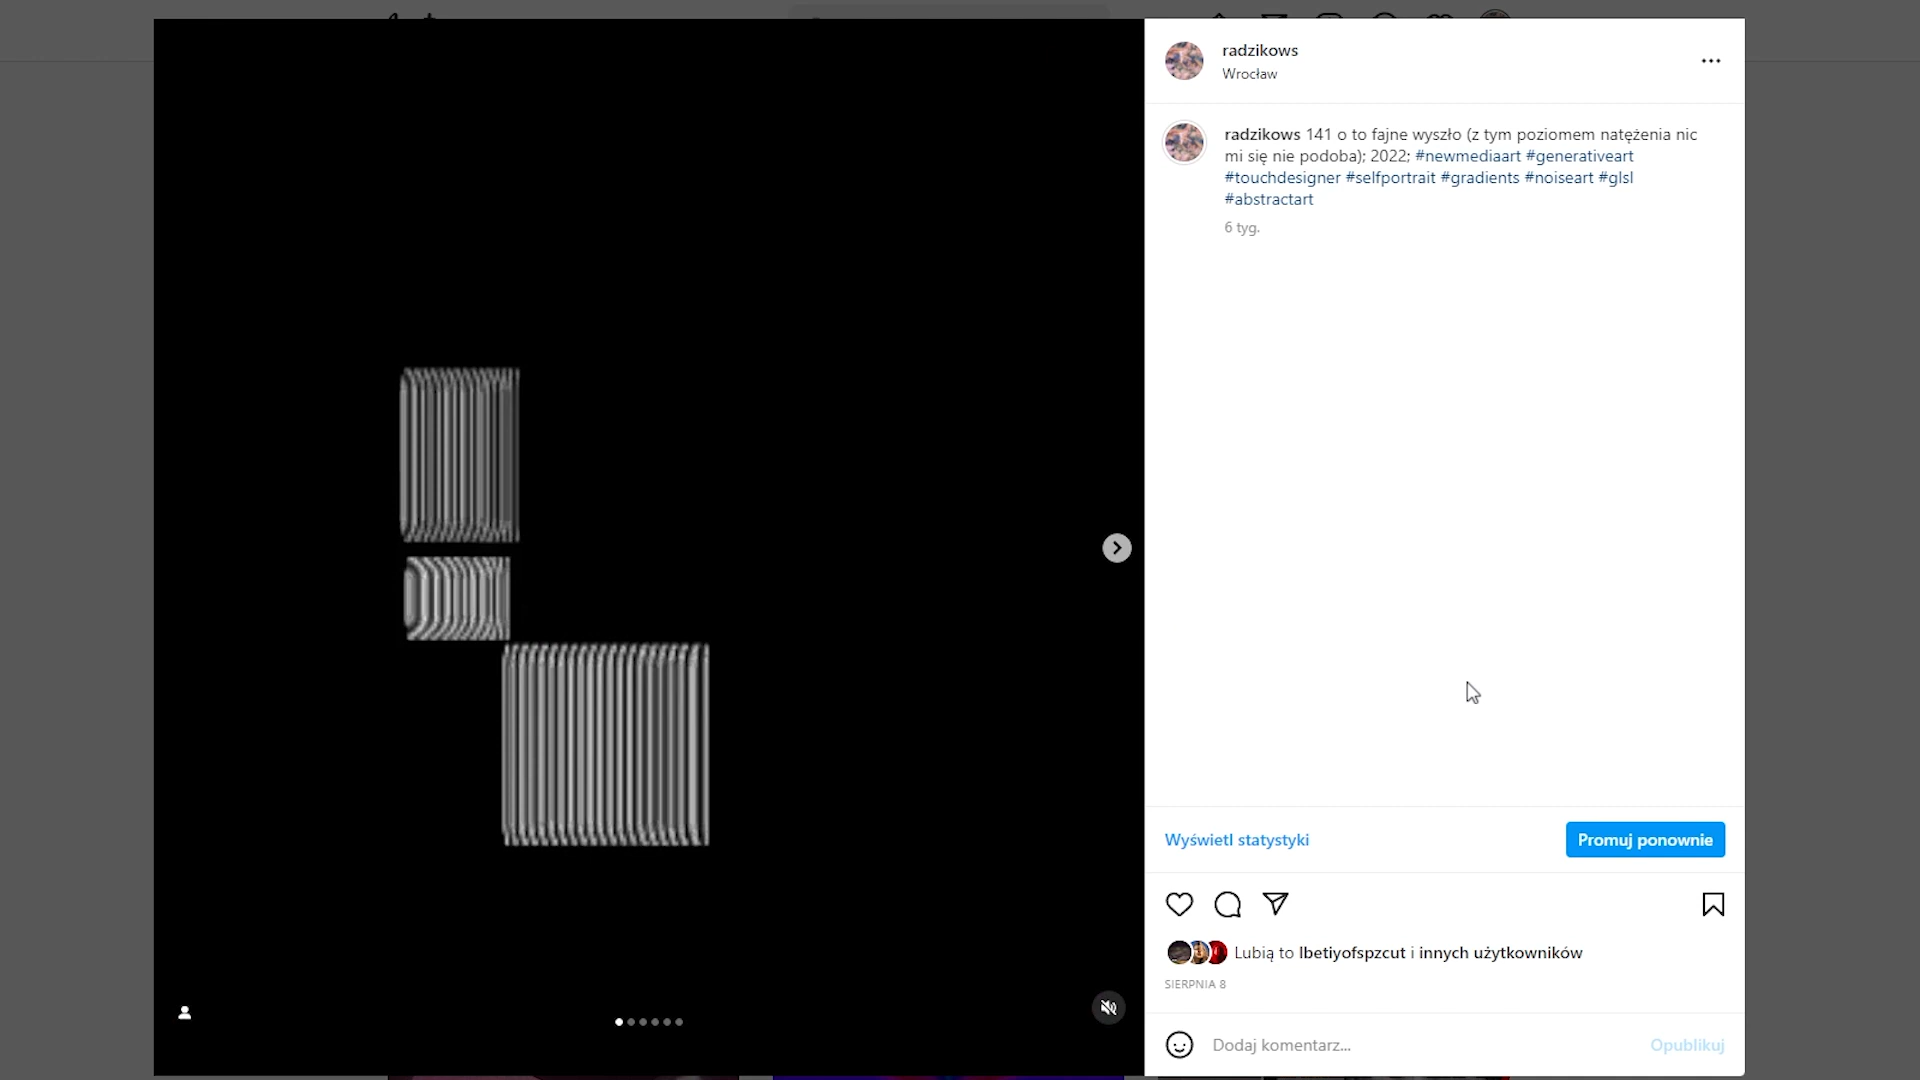 radzikows
Wrocław
radzikows 141 o to fajne wyszło (z tym poziomem natężenia nic
mi się nie podoba); 2022; #newmediaart #generativeart
#touchdesigner #selfportrait #gradients #noiseart #glsl
#abstractart
6 tyg.
Wyświetl statystyki
Promuj ponownie
Lubią to lbetiyofspzcut i innych użytkowników
SIERPNIA 8
Dodaj komentarz...
Opublikuj